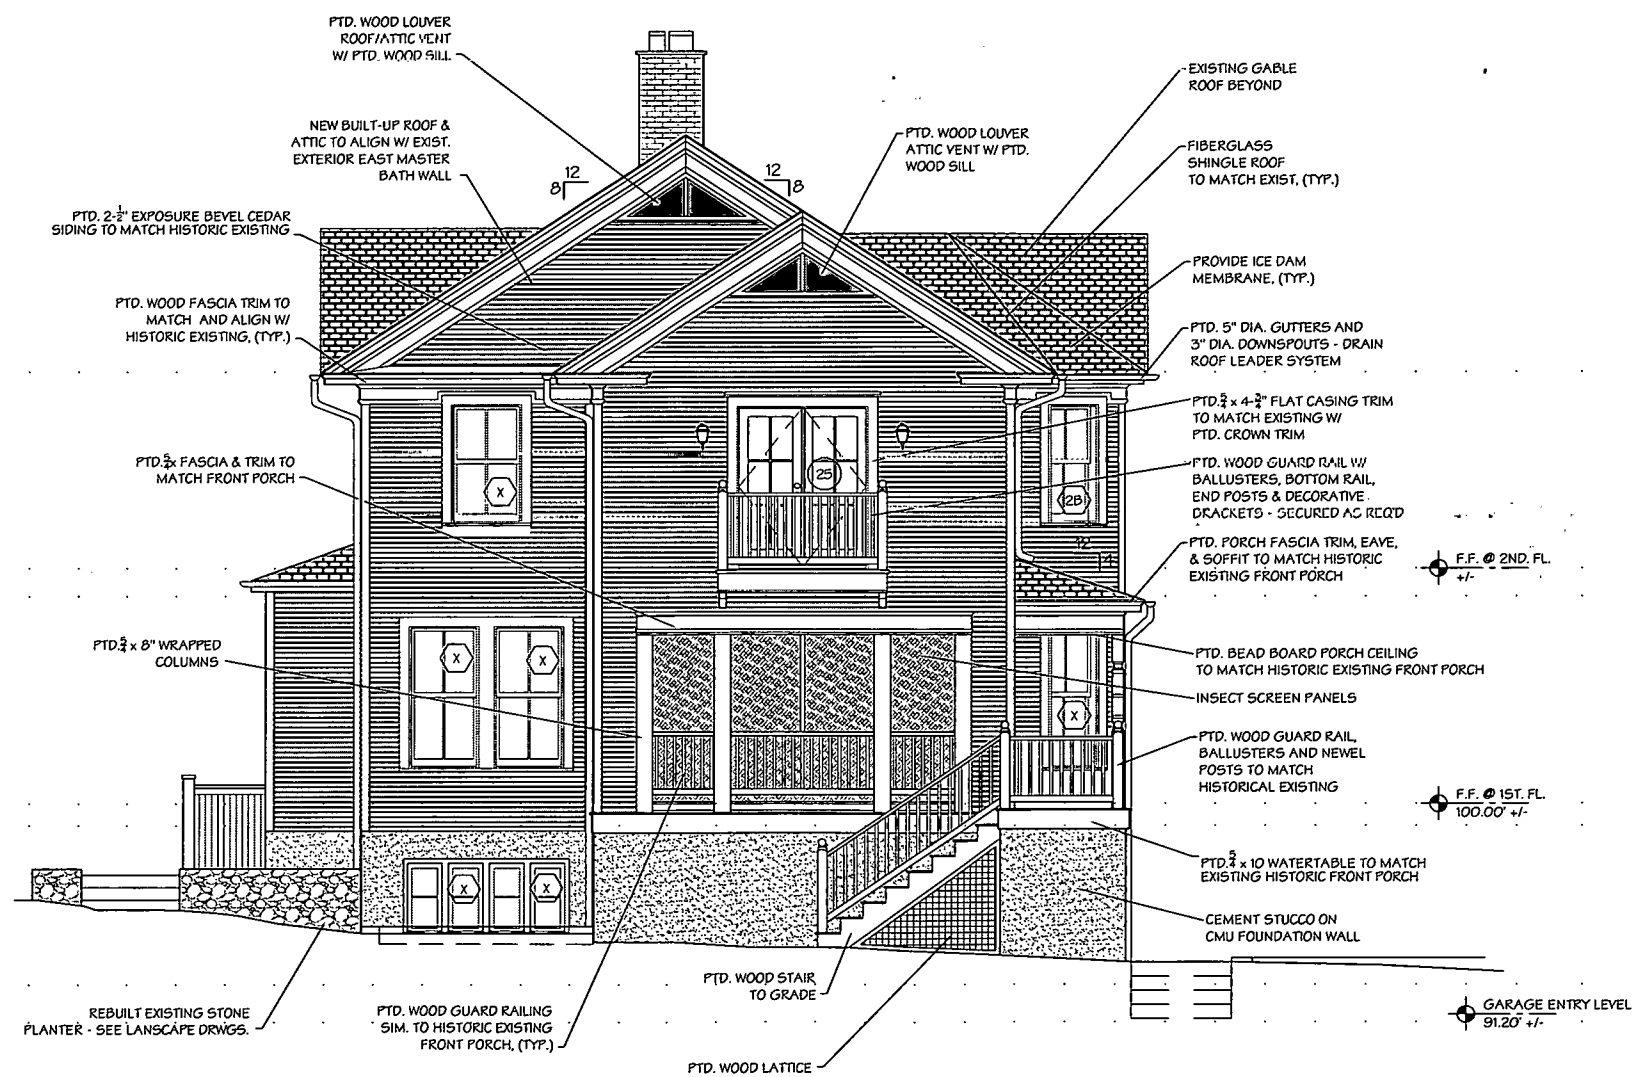 PTD. WOOD LOUVER
ROOF/ATTIC VENT
W/ PTD. WOOD SILL
NEW BUILT-UP ROOF &
ATTIC TO ALIGN W/ EXIST.
EXTERIOR EAST MASTER
BATH WALL
PTD. 2-½" EXPOSURE BEVEL CEDAR
SIDING TO MATCH HISTORIC EXISTING
PTD. WOOD FASCIA TRIM TO
MATCH AND ALIGN W/
HISTORIC EXISTING, (TYP.)
PTD. 5/4 x FASCIA & TRIM TO
MATCH FRONT PORCH
PTD. 5/4 x 8" WRAPPED
COLUMNS
REBUILT EXISTING STONE
PLANTER - SEE LANSCAPE DRWGS.
PTD. WOOD GUARD RAILING
SIM. TO HISTORIC EXISTING
FRONT PORCH, (TYP.)
PTD. WOOD STAIR
TO GRADE
PTD. WOOD LATTICE
12
8
12
8
PTD. WOOD LOUVER
ATTIC VENT W/ PTD.
WOOD SILL
X
25
2B
12
4
X
X
X
X
X
EXISTING GABLE
ROOF BEYOND
FIBERGLASS
SHINGLE ROOF
TO MATCH EXIST, (TYP.)
PROVIDE ICE DAM
MEMBRANE, (TYP.)
PTD. 5" DIA. GUTTERS AND
3" DIA. DOWNSPOUTS - DRAIN
ROOF LEADER SYSTEM
PTD. 5/4 x FLAT CASING TRIM
TO MATCH EXISTING W/
PTD. CROWN TRIM
PTD. WOOD GUARD RAIL W/
BALLUSTERS, BOTTOM RAIL,
END POSTS & DECORATIVE
BRACKETS - SECURED AS REQ'D
PTD. PORCH FASCIA TRIM, EAVE,
& SOFFIT TO MATCH HISTORIC
EXISTING FRONT PORCH
PTD. BEAD BOARD PORCH CEILING
TO MATCH HISTORIC EXISTING FRONT PORCH
INSECT SCREEN PANELS
PTD. WOOD GUARD RAIL,
BALLUSTERS AND NEWEL
POSTS TO MATCH
HISTORICAL EXISTING
PTD. 5/4 x 10 WATERTABLE TO MATCH
EXISTING HISTORIC FRONT PORCH
CEMENT STUCCO ON
CMU FOUNDATION WALL
F.F. @ 2ND. FL.
+/-
F.F. @ 1ST. FL.
100.00' +/-
GARAGE ENTRY LEVEL
91.20' +/-